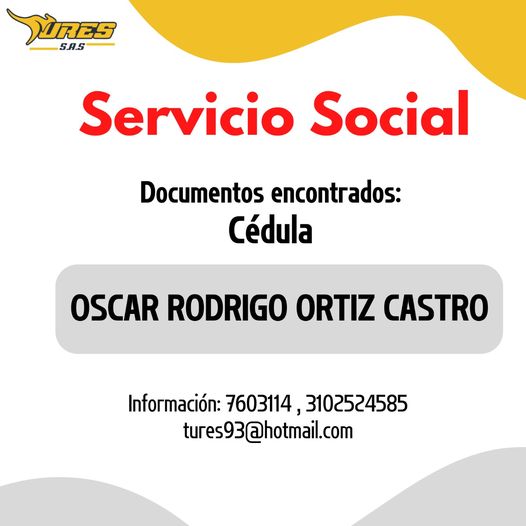 TURES
S.A.S
Servicio Social
Documentos encontrados:
Cédula
OSCAR RODRIGO ORTIZ CASTRO
Información: 7603114 , 3102524585
tures93@hotmail.com